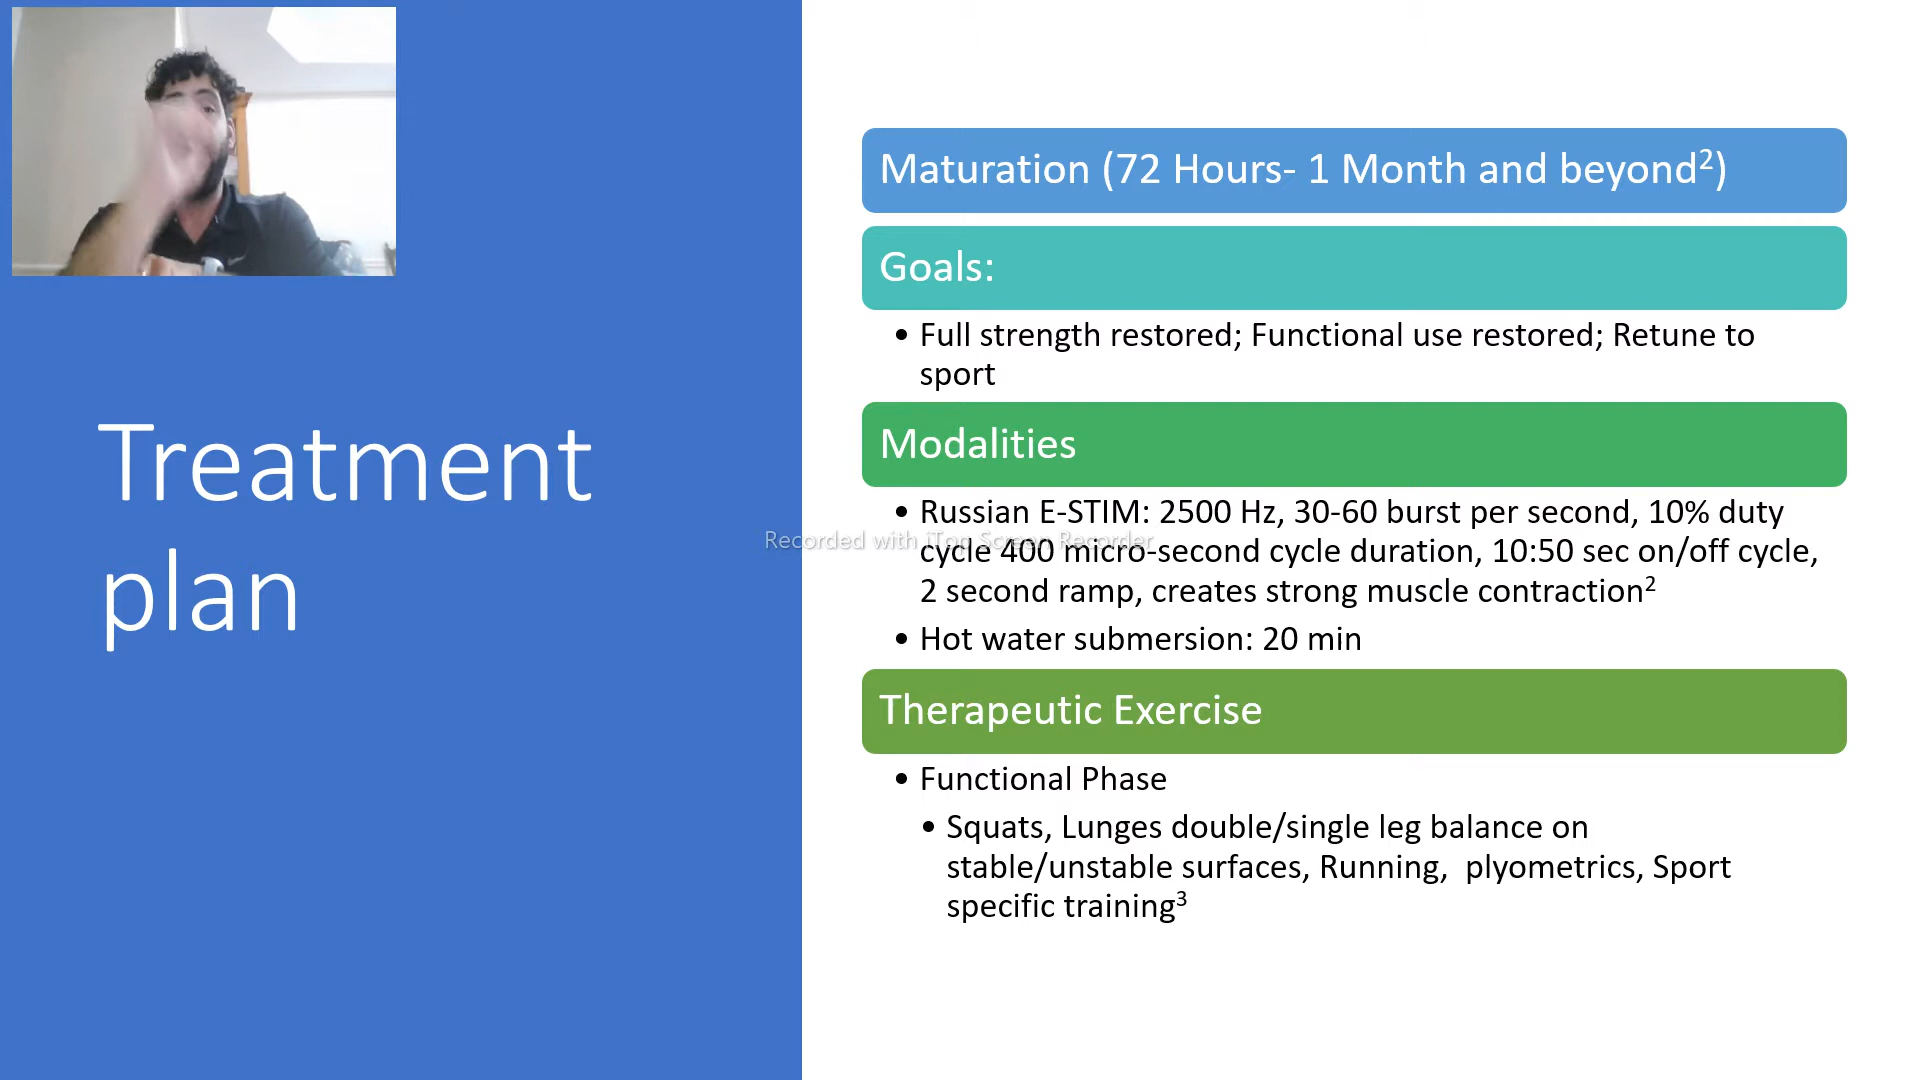 Treatment
plan
Maturation (72 Hours- 1 Month and beyond²)
Goals:
• Full strength restored; Functional use restored; Retune to
sport
Modalities
• Russian E-STIM: 2500 Hz, 30-60 burst per second, 10% duty
cycle 400 micro-second cycle duration, 10:50 sec on/off cycle,
2 second ramp, creates strong muscle contraction²
• Hot water submersion: 20 min
Therapeutic Exercise
• Functional Phase
• Squats, Lunges double/single leg balance on
stable/unstable surfaces, Running,  plyometrics, Sport
specific training³
Recorded with iTop Screen Recorder